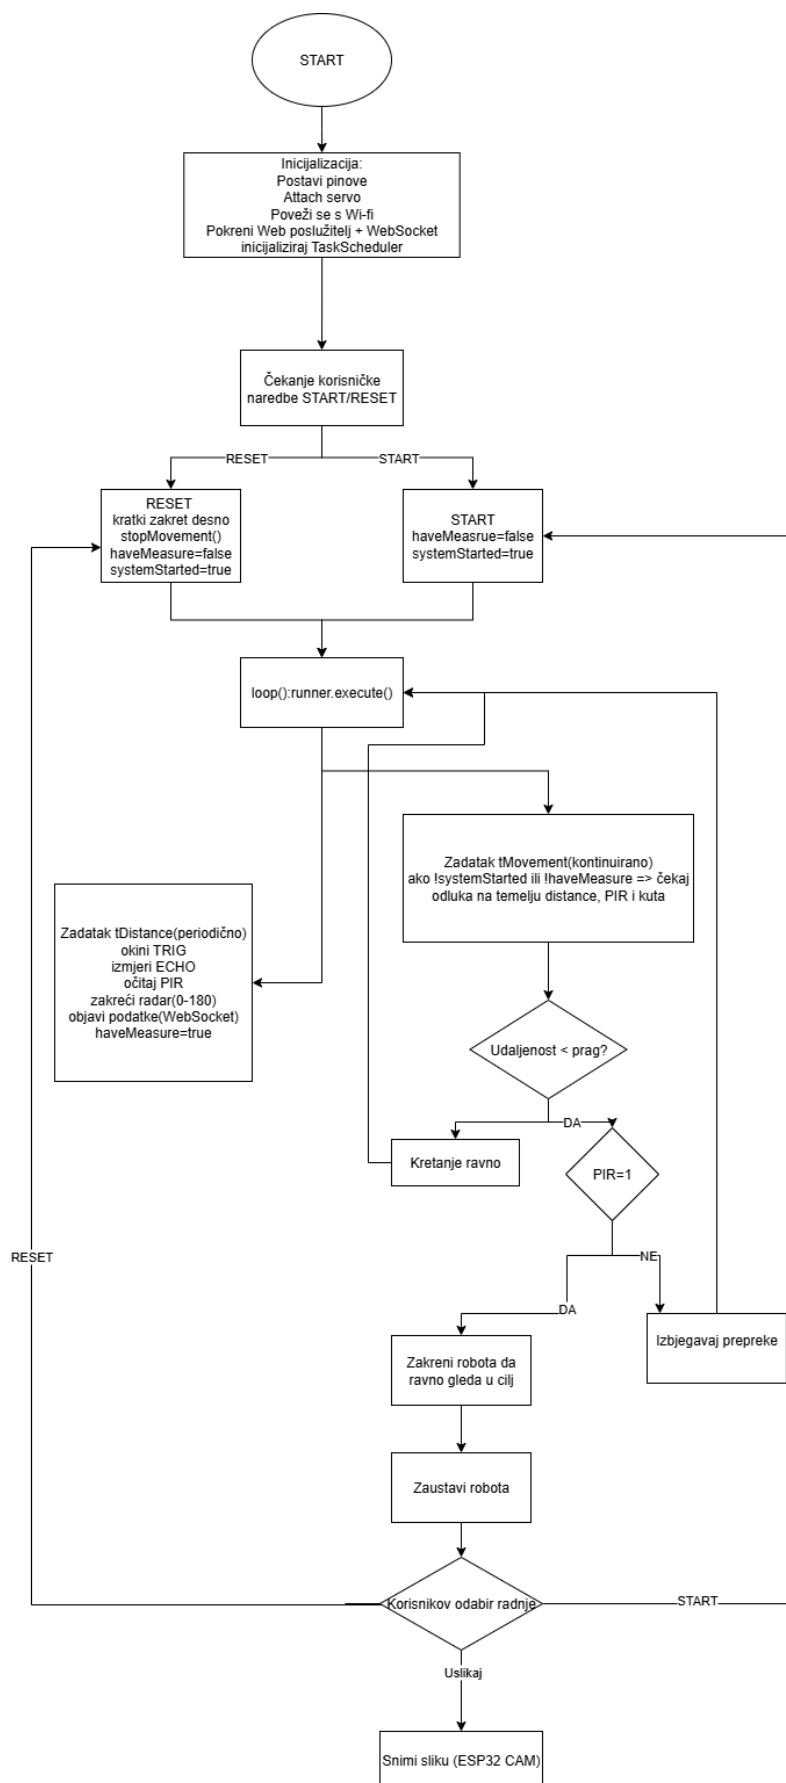 START
Inicijalizacija:
Postavi pinove
Attach servo
Poveži se s Wi-fi
Pokreni Web poslužitelj + WebSocket
inicijaliziraj TaskScheduler
Čekanje korisničke
naredbe START/RESET
RESET
START
RESET
kratki zakret desno
stopMovement()
haveMeasure=false
systemStarted=true
START
haveMeasrue=false
systemStarted=true
loop():runner.execute()
Zadatak tMovement(kontinuirano)
ako !systemStarted ili !haveMeasure => čekaj
odluka na temelju distance, PIR i kuta
Zadatak tDistance(periodično)
okini TRIG
izmjeri ECHO
očitaj PIR
zakreći radar(0-180)
objavi podatke(WebSocket)
haveMeasure=true
Udaljenost < prag?
DA
Kretanje ravno
PIR=1
RESET
NE
DA
Izbjegavaj prepreke
Zakreni robota da
ravno gleda u cilj
Zaustavi robota
Korisnikov odabir radnje
START
Uslikaj
Snimi sliku (ESP32 CAM)